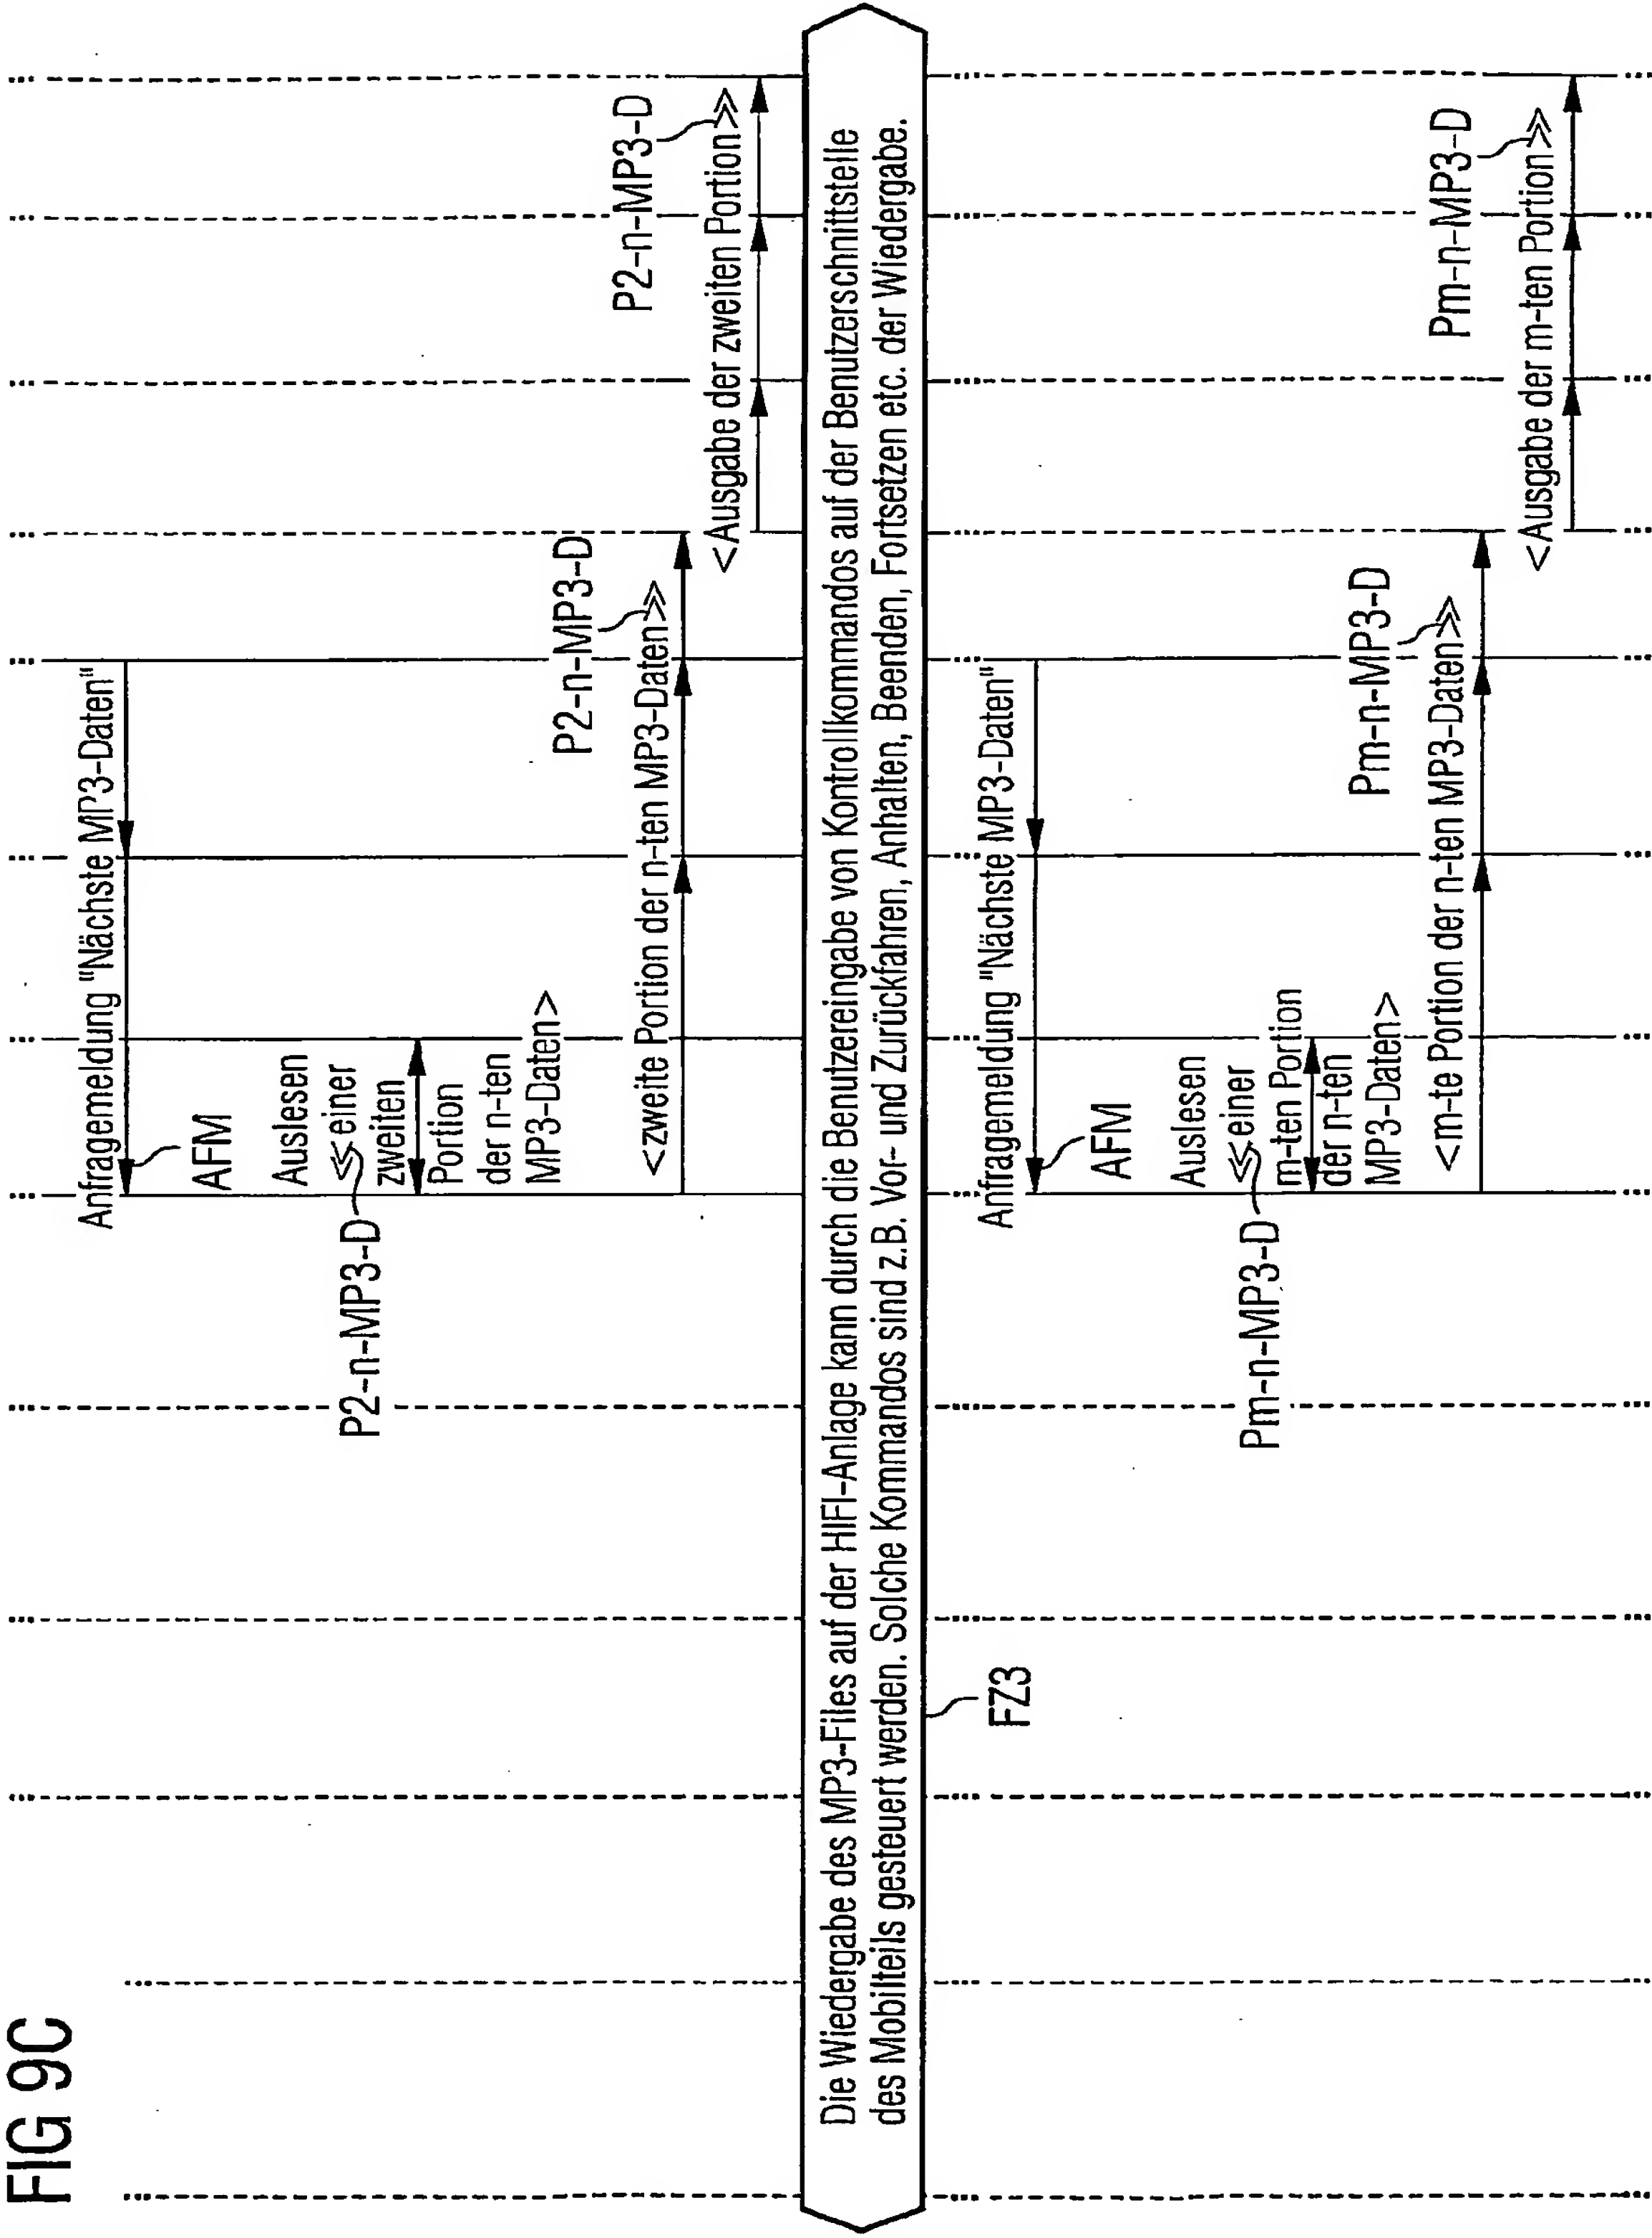 FIG 9C
Anfragemeldung "Nächste MP3-Daten"
AFM
Auslesen
<<einer
zweiten
Portion
der n-ten
MP3-Daten>
P2-n-MP3-D
P2-n-MP3-D
<zweite Portion der n-ten MP3-Daten>>
P2-n-MP3-D
<Ausgabe der zweiten Portion>>
Die Wiedergabe des MP3-Files auf der HIFI-Anlage kann durch die Benutzereingabe von Kontrollkommandos auf der Benutzerschnittstelle
des Mobilteils gesteuert werden. Solche Kommandos sind z.B. Vor- und Zurückfahren, Anhalten, Beenden, Fortsetzen etc. der Wiedergabe.
FZ3
Anfragemeldung "Nächste MP3-Daten"
AFM
Auslesen
<<einer
m-ten Portion
der n-ten
MP3-Daten>
Pm-n-MP3-D
Pm-n-MP3-D
<m-te Portion der n-ten MP3-Daten>>
Pm-n-MP3-D
<Ausgabe der m-ten Portion>>